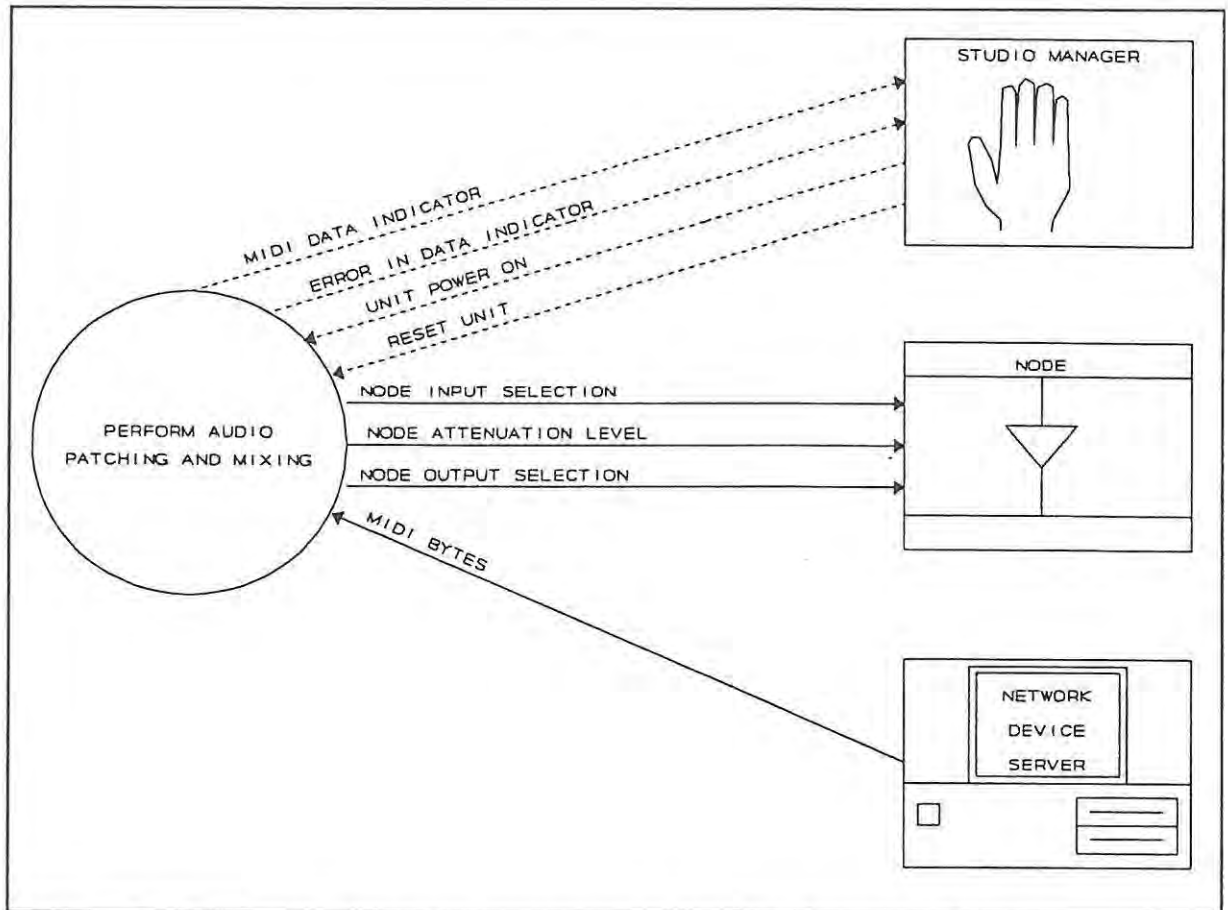 STUDIO MANAGER
MIDI DATA INDICATOR
ERROR IN DATA INDICATOR
UNIT POWER ON
RESET UNIT
NODE
NODE INPUT SELECTION
PERFORM AUDIO
PATCHING AND MIXING
NODE ATTENUATION LEVEL
NODE OUTPUT SELECTION
MIDI BYTES
NETWORK
DEVICE
SERVER